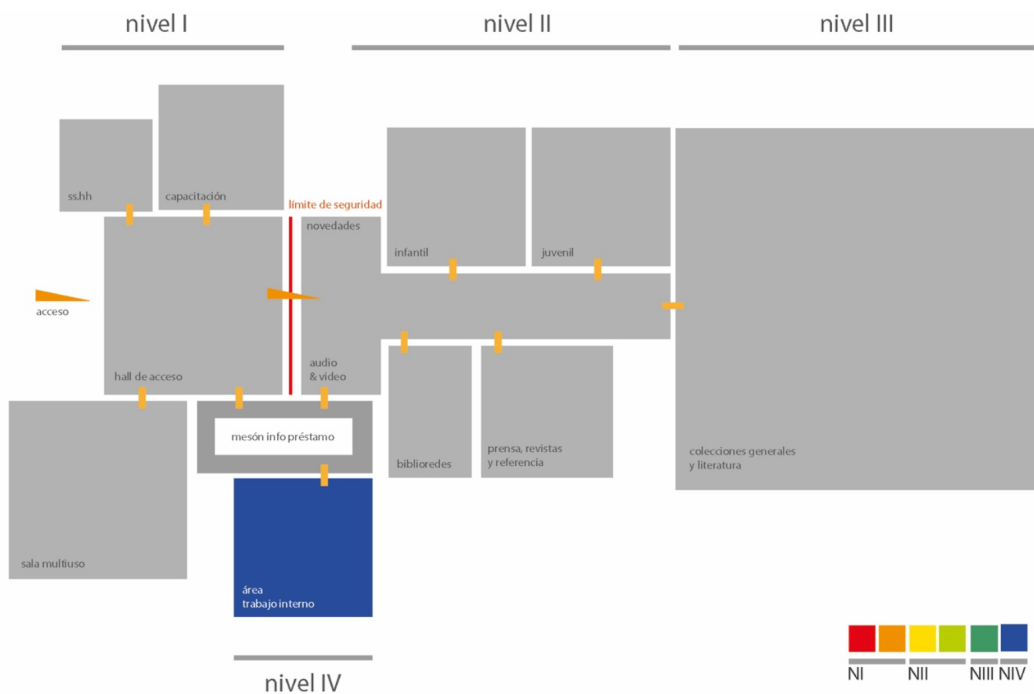 nivel I
nivel II
nivel III
ss.hh
capacitación
límite de seguridad
novedades
infantil
juvenil
acceso
hall de acceso
audio
& video
mesón info préstamo
biblioredes
prensa, revistas
y referencia
colecciones generales
y literatura
sala multiuso
área
trabajo interno
nivel IV
NI
NII
NIII
NIV